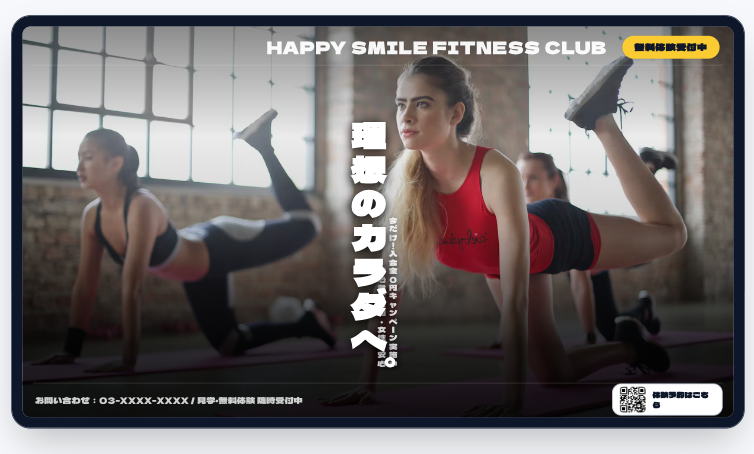 HAPPY SMILE FITNESS CLUB
無料体験受付中
理想のカラダへ。
今だけ！入会金0円キャンペーン実施
お問い合わせ：03-XXXX-XXXX / 見学・無料体験 随時受付中
体験予約はこちら